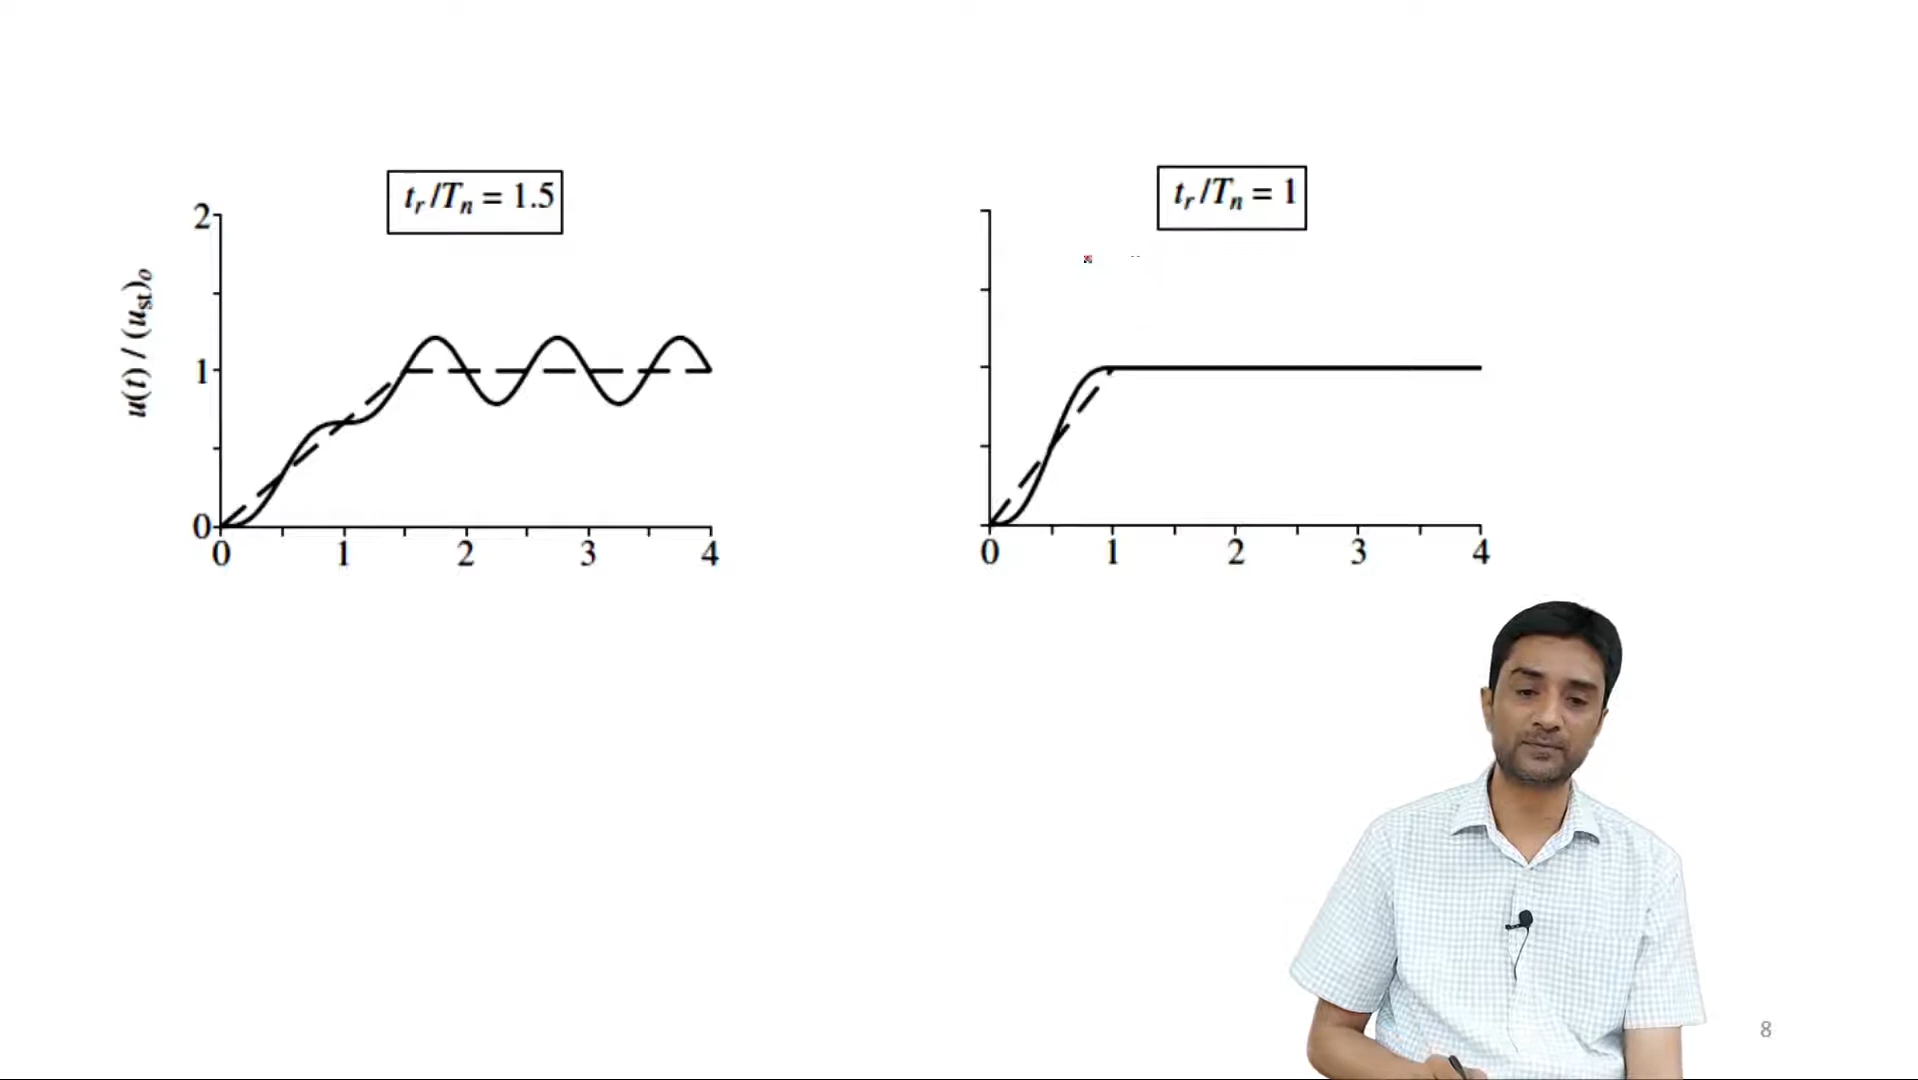 t_r /T_n = 1.5
t_r /T_n = 1
u(t) / (u_st)_o
2
1
0
0 1 2 3 4
0 1 2 3 4
8